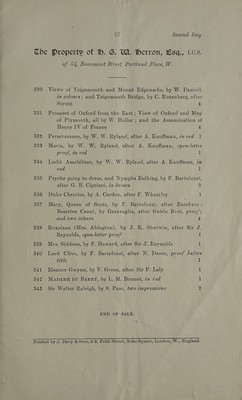 27
Second Day
The Property of H. G. W. Herron, Esq., I.C.S.
of 54, Beaumont Street, Portland Place, W.
330 Views of Teignmouth and Mount Edgcumbe, by W. Daniell,
in colours; and Teignmouth Bridge, by C. Rosenberg, after
Strutt 4
331 Prospect of Oxford from the East; View of Oxford and Map
of Plymouth, all by W. Hollar; and the Assassination of
Henry IV of France 4
332 Perseverance, by W. W. Ryland, after A. Kauffman, in red 1
333 Maria, by W. W. Ryland, after A. Kauffman, open-letter
proof, in red 1
334 Ludit Amabiliter, by W. W. Ryland, after A. Kauffman, in
red 1
335 Psyche going to dress, and Nymphs Bathing, by F. Bartolozzi,
after G. B. Cipriani, in brown 2
336 Duke Chevrier, by A. Cardon, after F. Wheatley 1
337 Mary, Queen of Scots, by F. Bartolozzi, after Zucchero;
Beatrice Cenci, by Garavaglia, after Guido Reni, proof;
and two others 4
338 Roxalana (Mrs. Abington), by J. K. Sherwin, after Sir J.
Reynolds, open-letter proof 1
339 Mrs. Siddons, by F. Haward, after Sir J. Reynolds 1
340 Lord Clive, by F. Bartolozzi, after N. Dance, proof before
title 1
341 Eleanor Gwynn, by V. Green, after Sir P. Lely 1
342 Madame du Barry, by L. M. Bonnet, in red 1
343 Sir Walter Raleigh, by S. Pass, two impressions 2
END OF SALE.
Printed by J. Davy & Sons, 8-9, Frith Street, Soho Square, London, W., England.